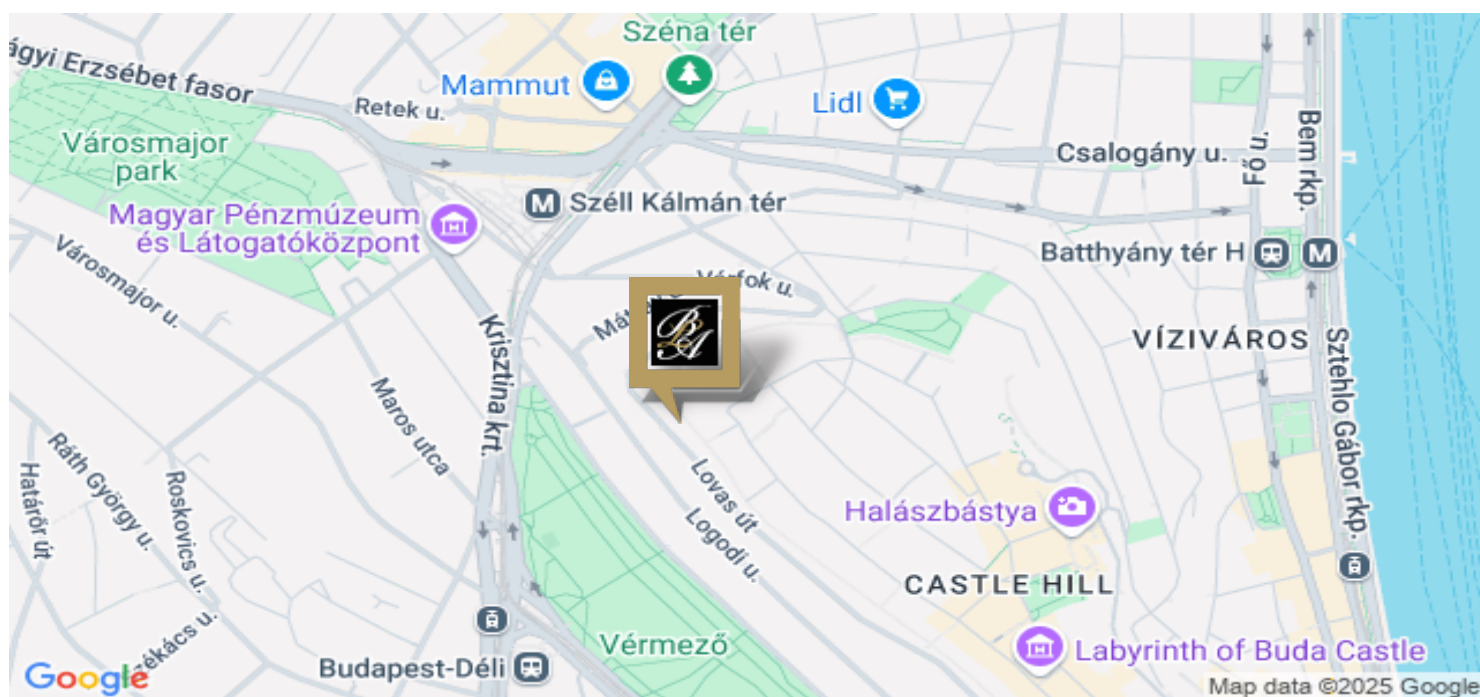 Széna tér
ágyi Erzsébet fasor
Mammut
Retek u.
Lidl
Városmajor
park
Csalogány u.
Fő u.
Bem rkp.
Széll Kálmán tér
Magyar Pénzmúzeum
és Látogatóközpont
Batthyány tér H
Városmajor u.
Várfok u.
Krisztina krt.
VÍZIVÁROS
Sztehlo Gábor rkp.
Maros utca
Ráth György u.
Határőr út
Roskovics u.
Lovas út
Logodi u.
Halászbástya
CASTLE HILL
Vérmező
Labyrinth of Buda Castle
Budapest-Déli
Google
Map data ©2025 Google